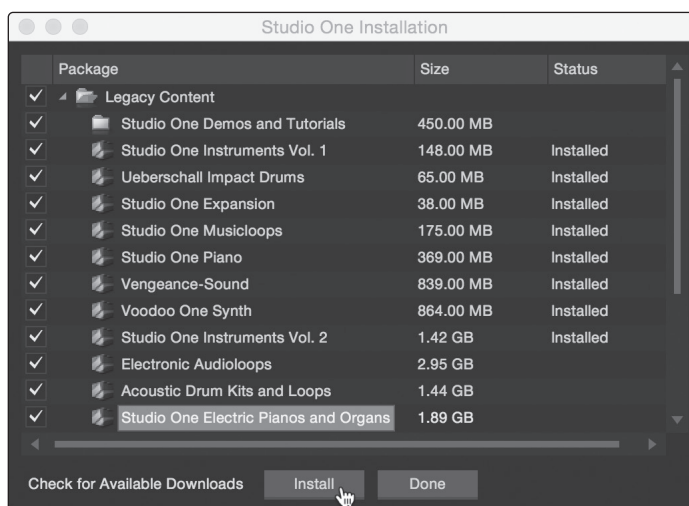 Studio One Installation
Package Size Status
Legacy Content
Studio One Demos and Tutorials 450.00 MB
Studio One Instruments Vol. 1 148.00 MB Installed
Ueberschall Impact Drums 65.00 MB Installed
Studio One Expansion 38.00 MB Installed
Studio One Musicloops 175.00 MB Installed
Studio One Piano 369.00 MB Installed
Vengeance-Sound 839.00 MB Installed
Voodoo One Synth 864.00 MB Installed
Studio One Instruments Vol. 2 1.42 GB Installed
Electronic Audioloops 2.95 GB
Acoustic Drum Kits and Loops 1.44 GB
Studio One Electric Pianos and Organs 1.89 GB
Check for Available Downloads Install Done